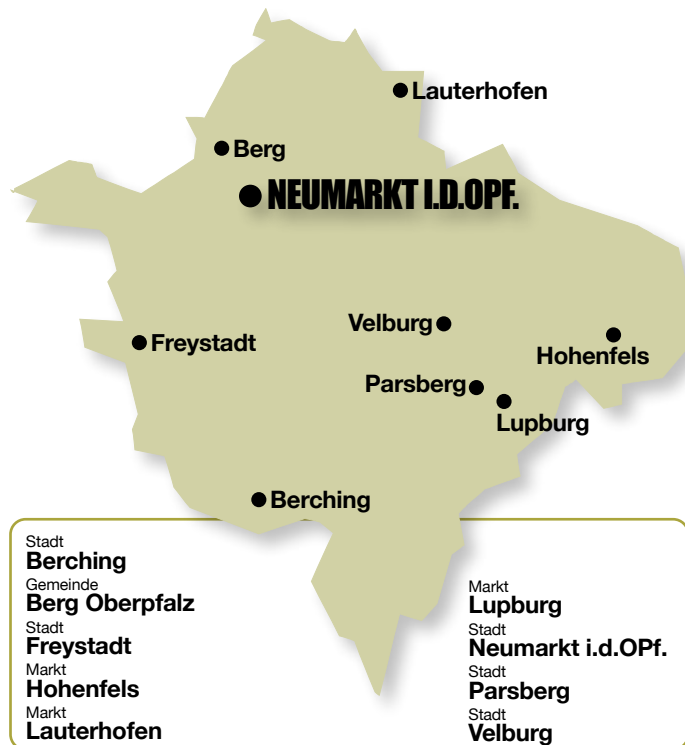 Lauterhofen
Berg
NEUMARKT I.D.OPF.
Velburg
Freystadt
Hohenfels
Parsberg
Lupburg
Berching
Stadt
Berching
Gemeinde
Berg Oberpfalz
Stadt
Freystadt
Markt
Hohenfels
Markt
Lauterhofen
Markt
Lupburg
Stadt
Neumarkt i.d.OPf.
Stadt
Parsberg
Stadt
Velburg